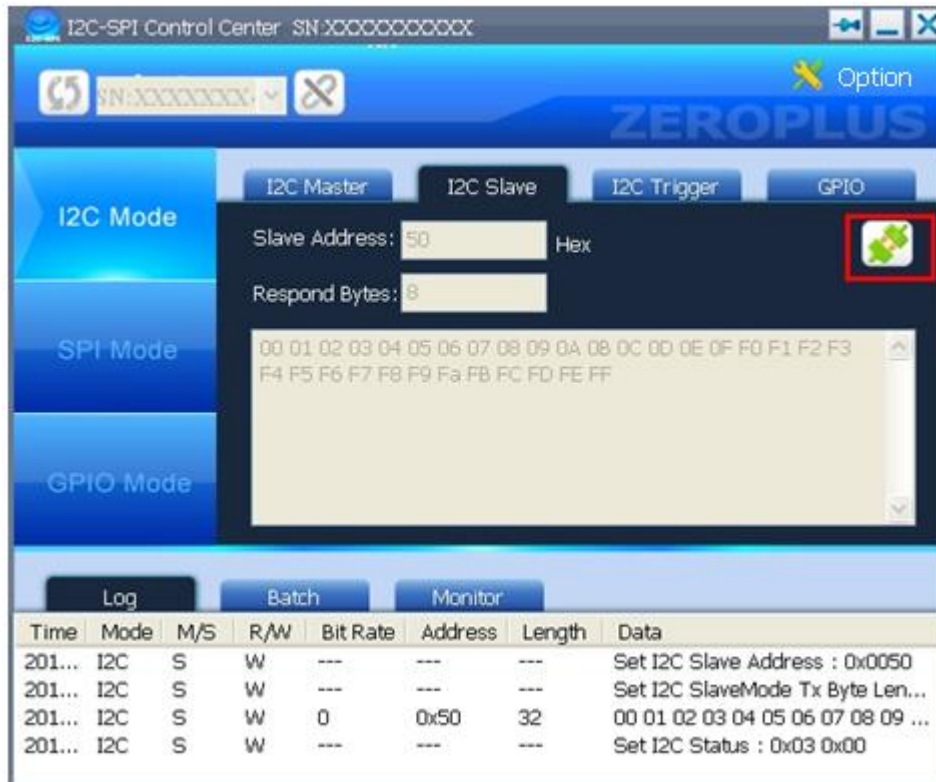 I2C-SPI Control Center SN:XXXXXXXXXXX
SN:XXXXXXX
Option
ZEROPLUS
I2C Mode
SPI Mode
GPIO Mode
I2C Master I2C Slave I2C Trigger GPIO
Slave Address: 50 Hex
Respond Bytes: 8
00 01 02 03 04 05 06 07 08 09 0A 0B 0C 0D 0E 0F F0 F1 F2 F3
F4 F5 F6 F7 F8 F9 Fa FB FC FD FE FF
Log Batch Monitor
Time Mode M/S R/W Bit Rate Address Length Data
201... I2C S W --- --- --- Set I2C Slave Address : 0x0050
201... I2C S W --- --- --- Set I2C SlaveMode Tx Byte Len...
201... I2C S W 0 0x50 32 00 01 02 03 04 05 06 07 08 09 ...
201... I2C S W --- --- --- Set I2C Status : 0x03 0x00